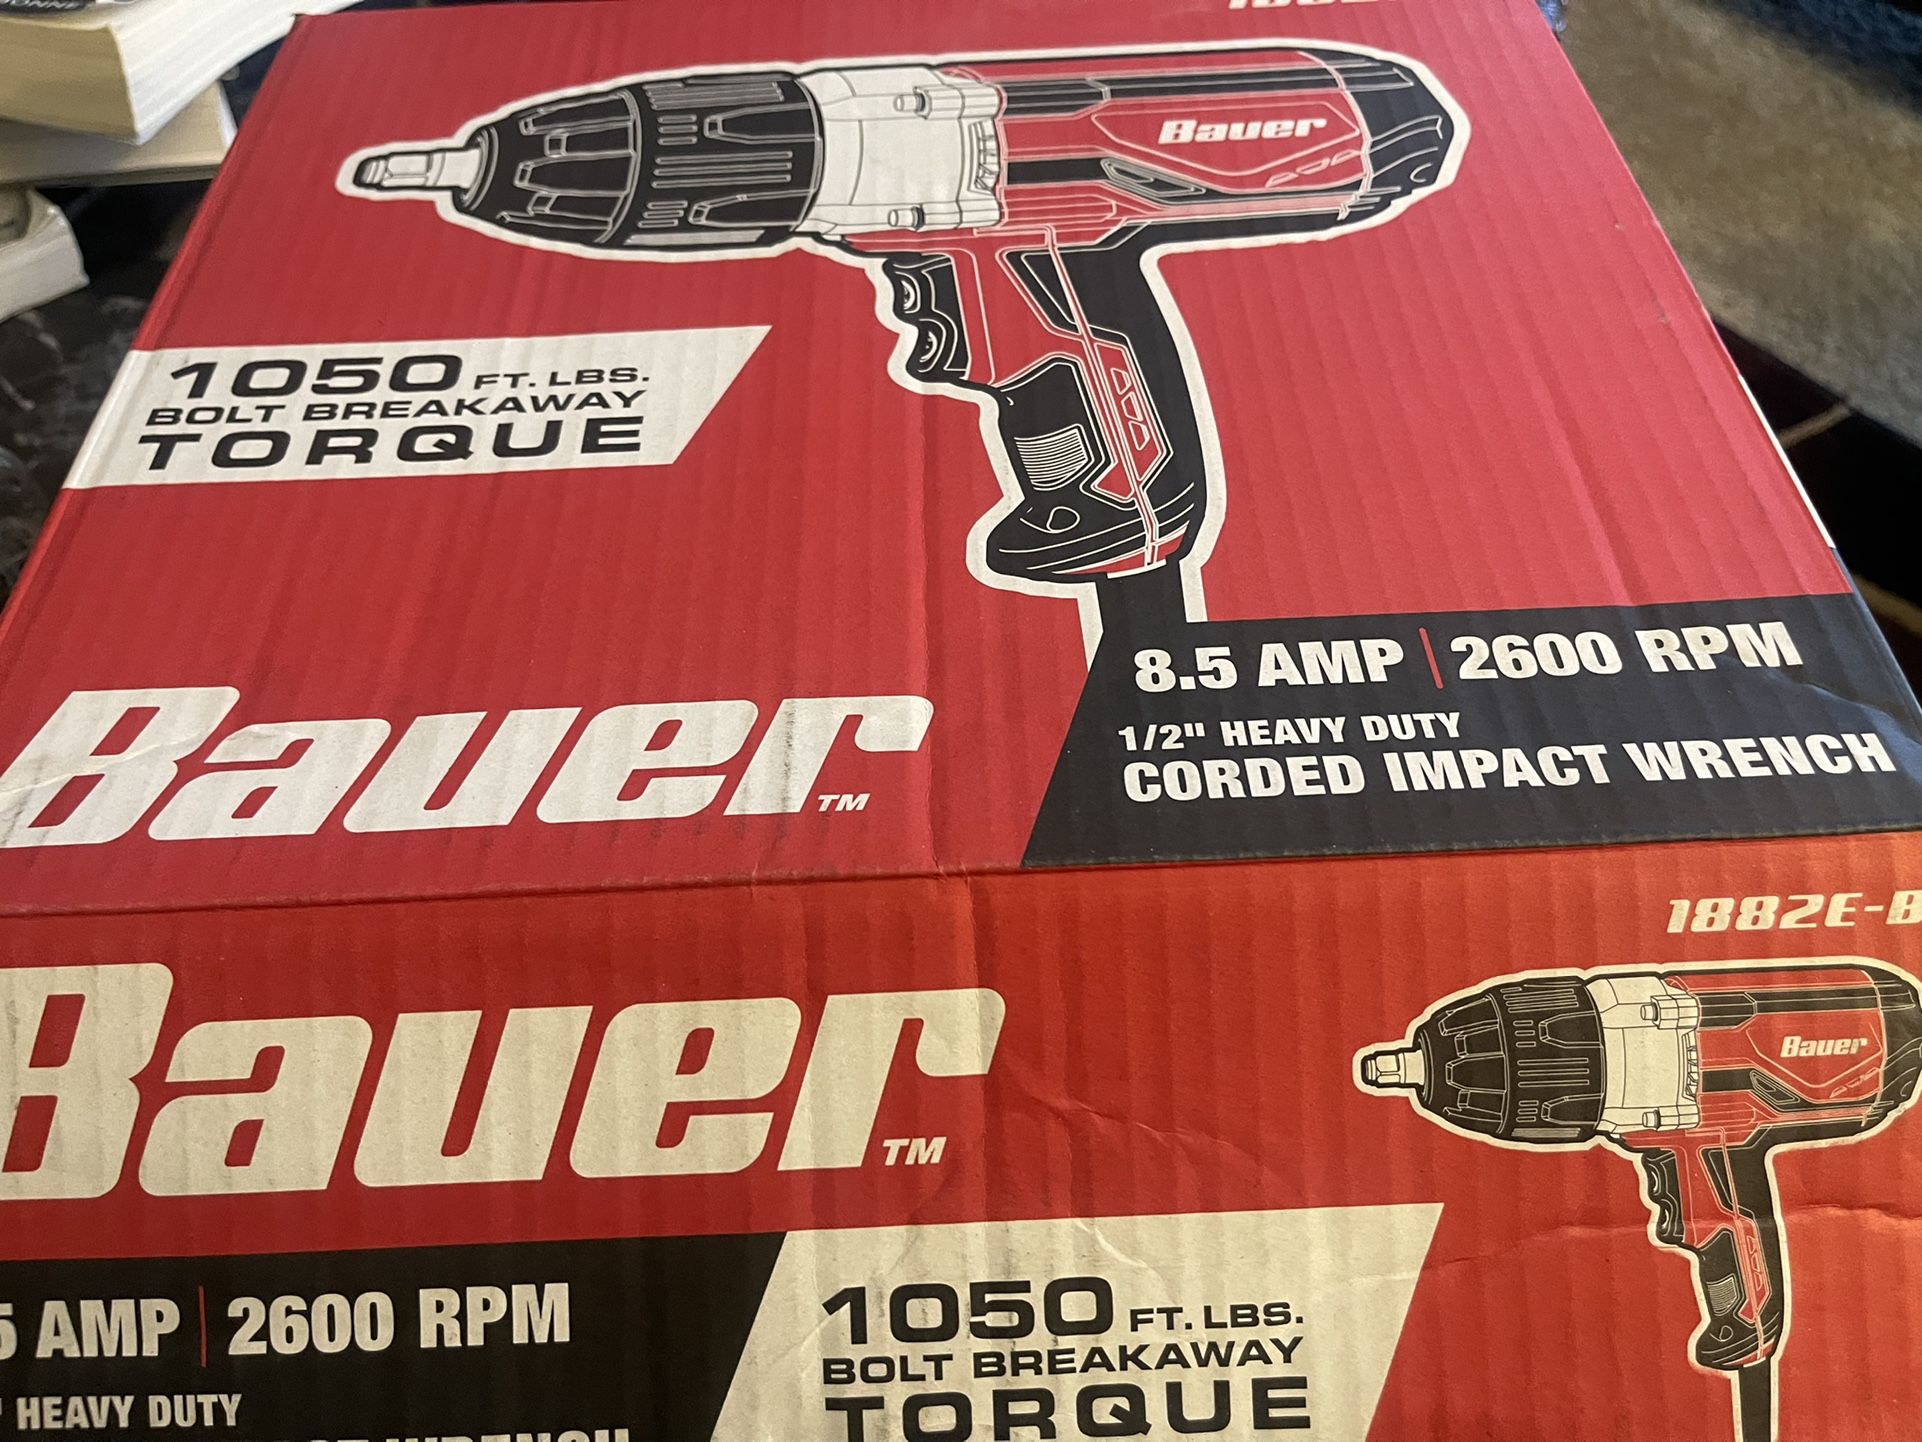 Bauer
1050 FT. LBS.
BOLT BREAKAWAY
TORQUE
8.5 AMP | 2600 RPM
1/2" HEAVY DUTY
CORDED IMPACT WRENCH
Bauer™
1882E-B
Bauer™
Bauer
5 AMP | 2600 RPM
" HEAVY DUTY
1050 FT. LBS.
BOLT BREAKAWAY
TORQUE